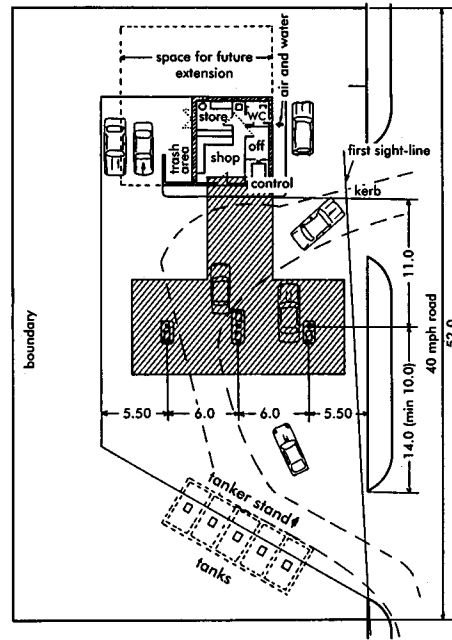 space for future
extension
air and water
store
WC
off
shop
trash
area
control
first sight-line
kerb
11.0
40 mph road
52.0
boundary
5.50
6.0
6.0
5.50
14.0 (min 10.0)
tanker stand
tanks